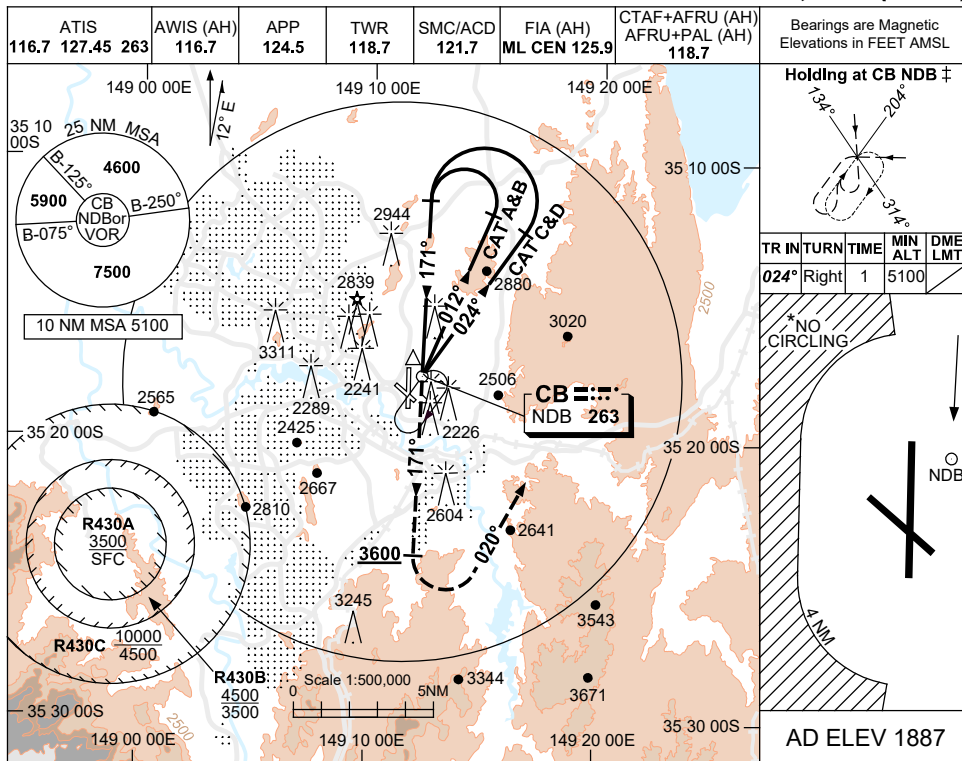 ATIS
116.7 127.45 263
AWIS (AH)
116.7
APP
124.5
TWR
118.7
SMC/ACD
121.7
FIA (AH)
ML CEN 125.9
CTAF+AFRU (AH)
AFRU+PAL (AH)
118.7
Bearings are Magnetic
Elevations in FEET AMSL
149 00 00E
149 10 00E
149 20 00E
12° E
35 10
00S
25 NM MSA
B-125°
4600
5900
CB
NDBor
VOR
B-250°
B-075°
7500
10 NM MSA 5100
35 10 00S
2944
CAT A&B
CAT C&D
171°
2880
2839
012°
024°
2500
3311
3020
2241
2289
2506
CB
NDB 263
2565
2226
35 20 00S
2425
171°
35 20 00S
2667
2604
2810
2641
R430A
3500
SFC
020°
3600
3245
3543
R430C
10000
4500
R430B
4500
3500
Scale 1:500,000
0
5NM
3344
3671
35 30 00S
2500
35 30 00S
149 00 00E
149 10 00E
149 20 00E
Holding at CB NDB ‡
134°
204°
314°
TR IN TURN TIME MIN ALT DME LMT
024° Right 1 5100
*NO
CIRCLING
NDB
4 NM
AD ELEV 1887